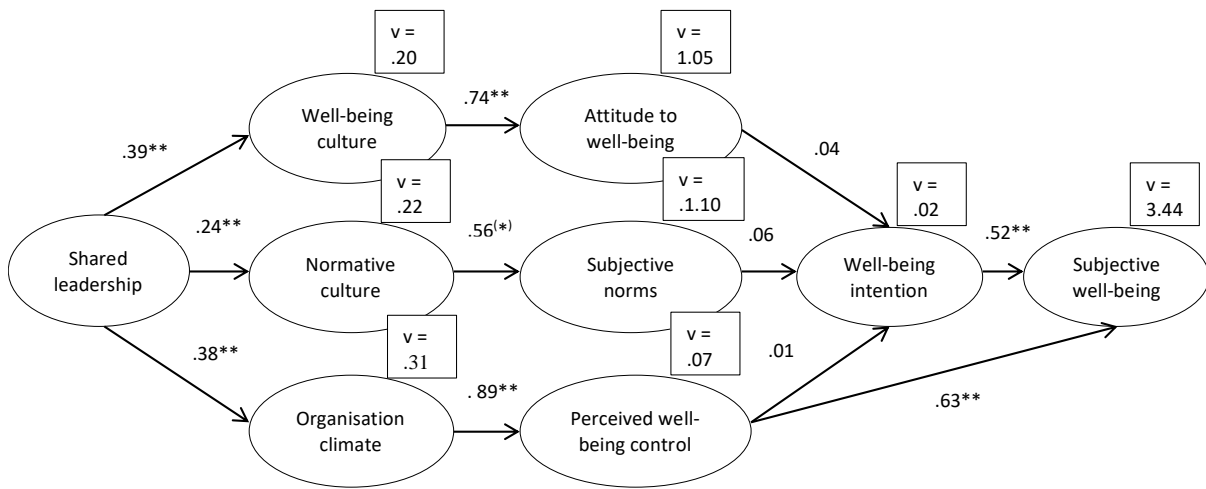 v =
.20
v =
1.05
Well-being
culture
.74**
Attitude to
well-being
.39**
.04
v =
.22
v =
.1.10
v =
.02
v =
3.44
Shared
leadership
.24**
Normative
culture
.56(*)
Subjective
norms
.06
Well-being
intention
.52**
Subjective
well-being
v =
.31
v =
.07
.38**
.01
Organisation
climate
. 89**
Perceived well-
being control
.63**